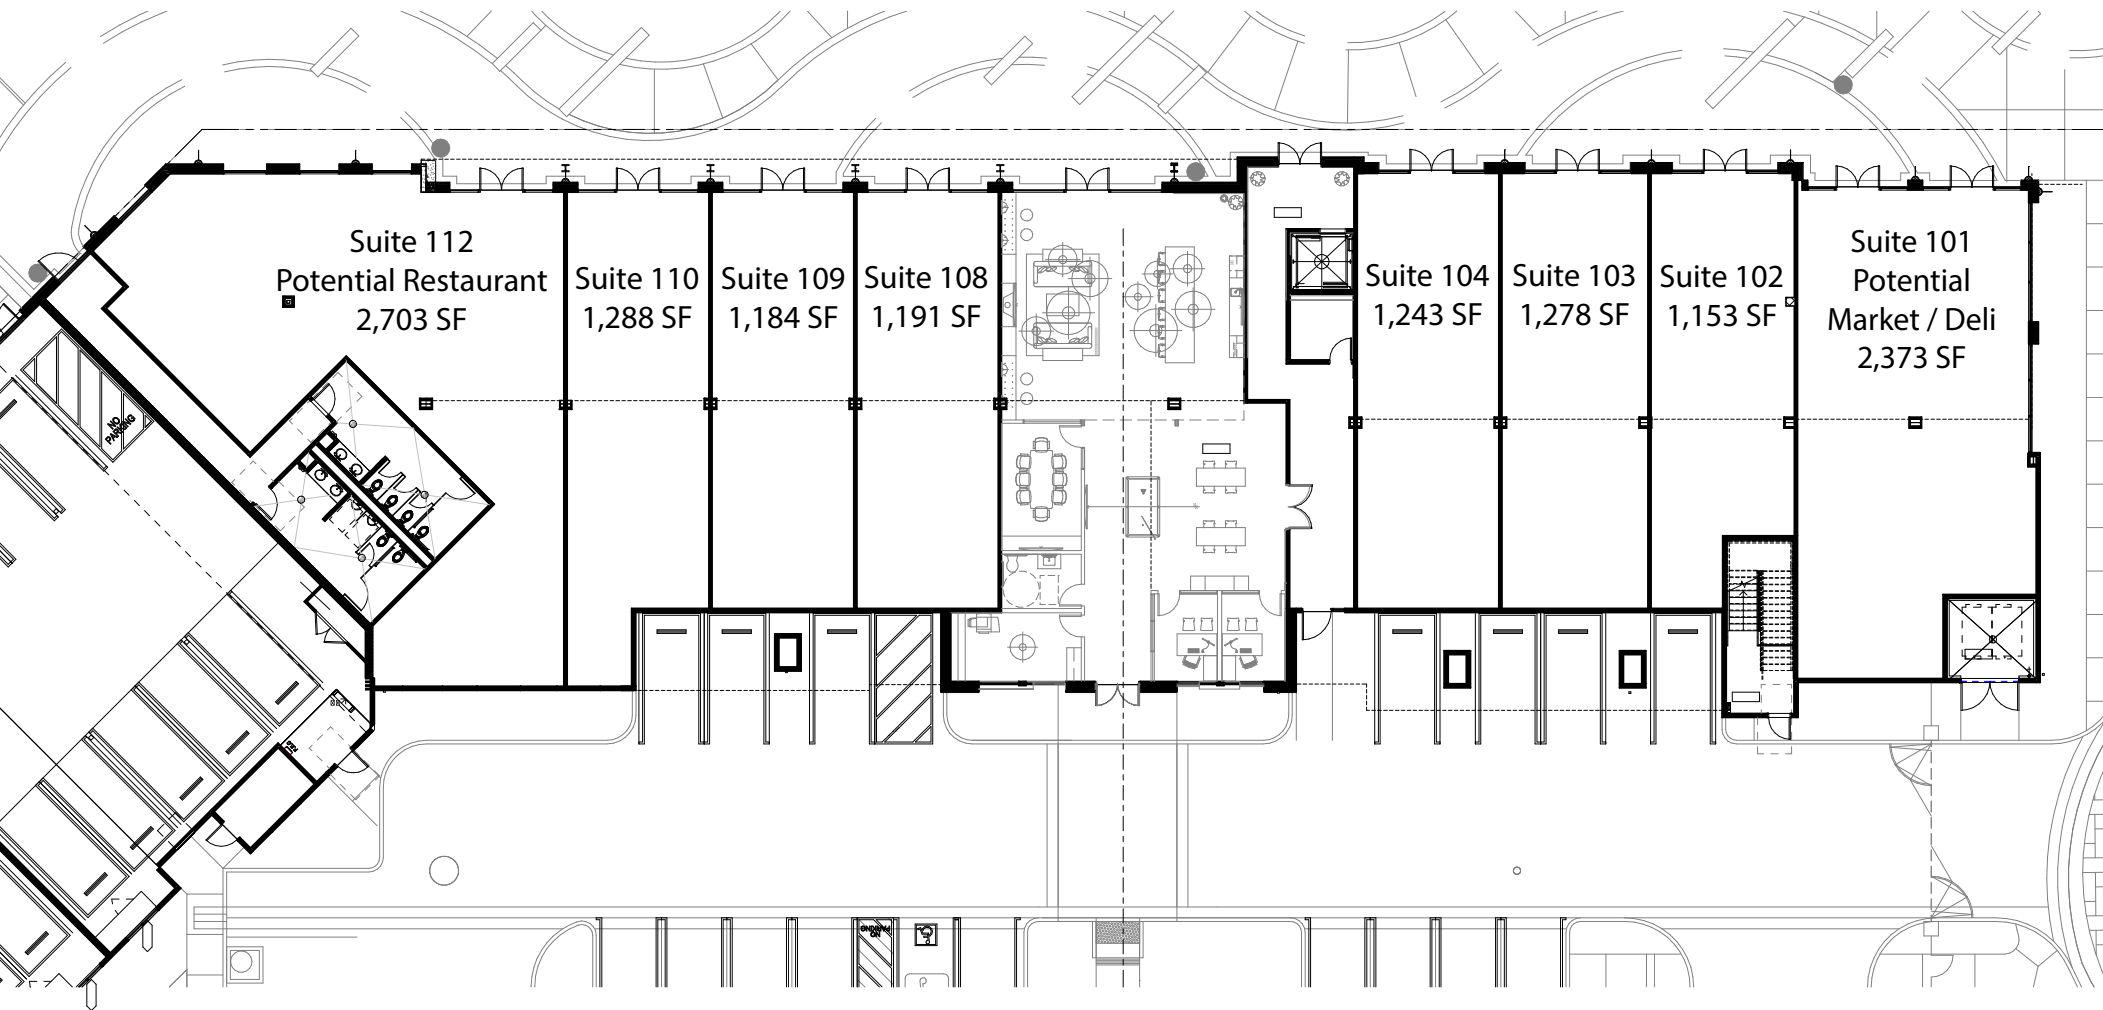 Suite 112
Potential Restaurant
2,703 SF
Suite 110
1,288 SF
Suite 109
1,184 SF
Suite 108
1,191 SF
Suite 104
1,243 SF
Suite 103
1,278 SF
Suite 102
1,153 SF
Suite 101
Potential
Market / Deli
2,373 SF
NO
PARKING
NO
PARKING